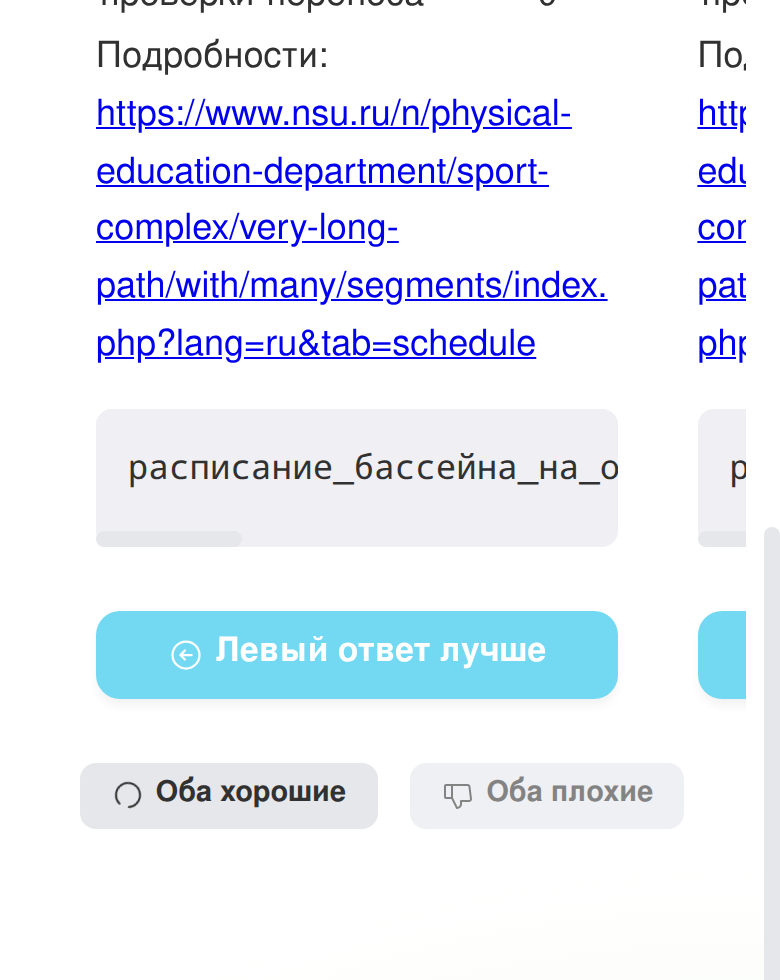 Подробности:
https://www.nsu.ru/n/physical-
education-department/sport-
complex/very-long-
path/with/many/segments/index.
php?lang=ru&tab=schedule
расписание_бассейна_на_о
Левый ответ лучше
Оба хорошие
Оба плохие